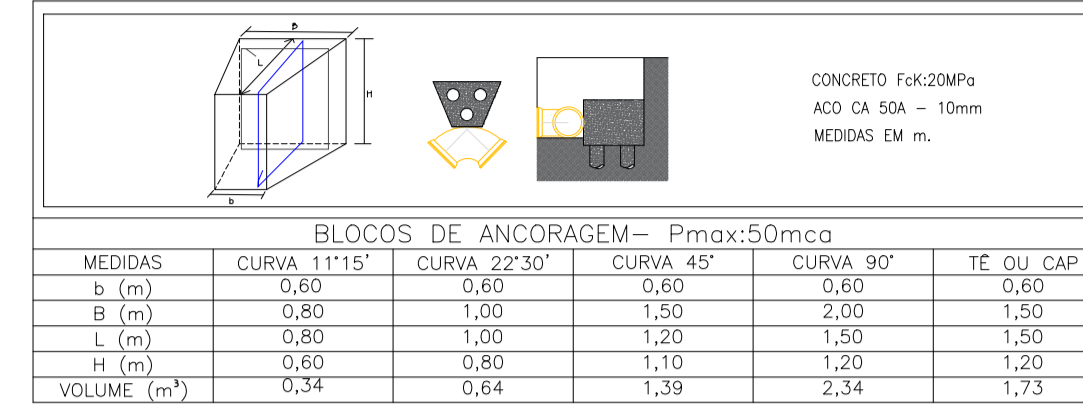 B
L
H
b
CONCRETO FcK:20MPa
ACO CA 50A – 10mm
MEDIDAS EM m.
BLOCOS DE ANCORAGEM– Pmax:50mca
MEDIDAS CURVA 11°15' CURVA 22°30' CURVA 45° CURVA 90° TÊ OU CAP
b (m) 0,60 0,60 0,60 0,60 0,60
B (m) 0,80 1,00 1,50 2,00 1,50
L (m) 0,80 1,00 1,20 1,50 1,50
H (m) 0,60 0,80 1,10 1,20 1,20
VOLUME (m³) 0,34 0,64 1,39 2,34 1,73